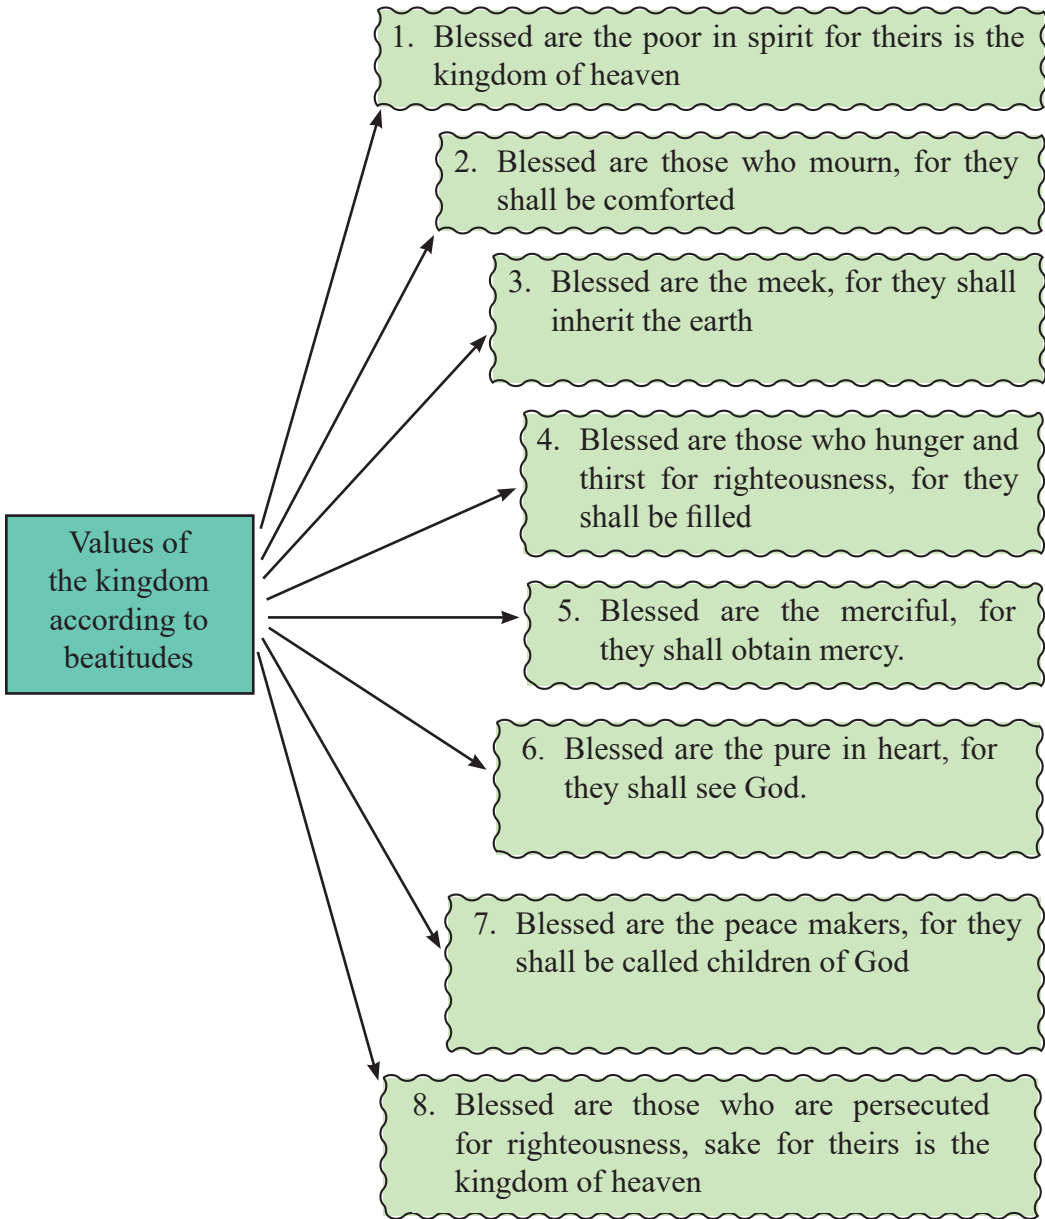 1. Blessed are the poor in spirit for theirs is the
kingdom of heaven
2. Blessed are those who mourn, for they
shall be comforted
3. Blessed are the meek, for they shall
inherit the earth
4. Blessed are those who hunger and
thirst for righteousness, for they
shall be filled
Values of
the kingdom
according to
beatitudes
5. Blessed are the merciful, for
they shall obtain mercy.
6. Blessed are the pure in heart, for
they shall see God.
7. Blessed are the peace makers, for they
shall be called children of God
8. Blessed are those who are persecuted
for righteousness, sake for theirs is the
kingdom of heaven